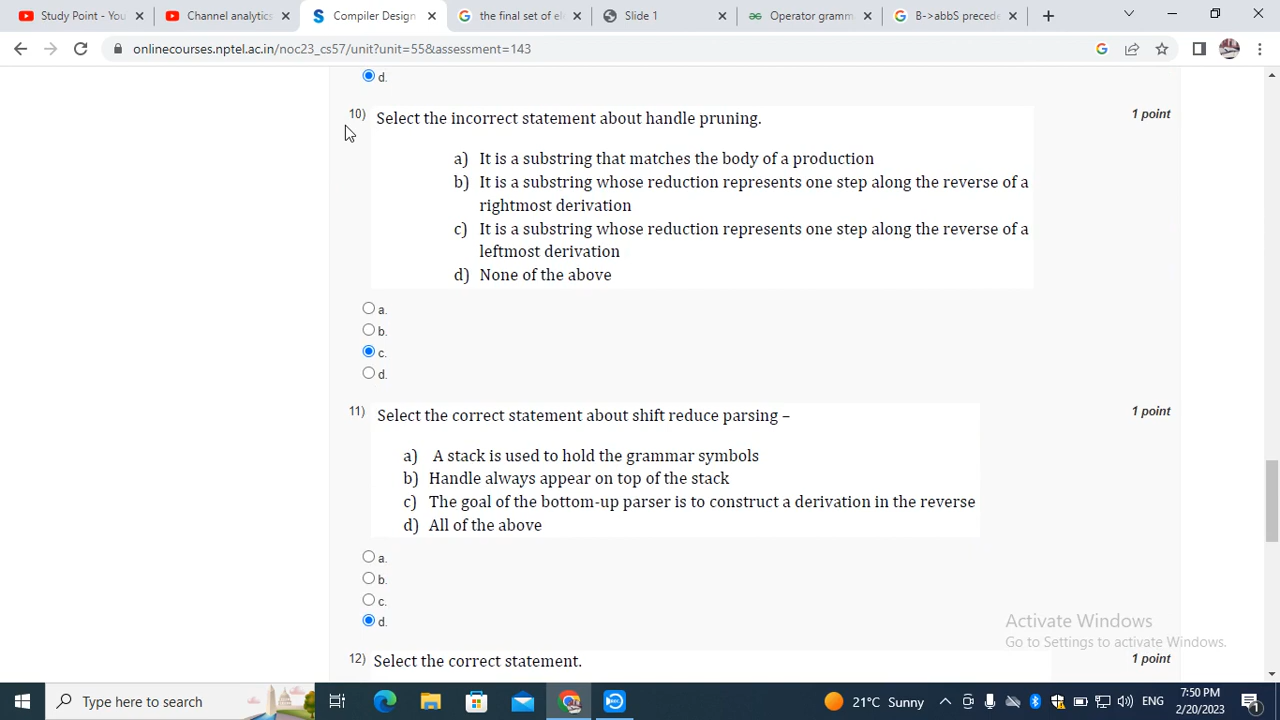 Study Point - You
Channel analytics
Compiler Design
the final set of el
Slide 1
Operator gramm
B->abbS preced
onlinecourses.nptel.ac.in/noc23_cs57/unit?unit=55&assessment=143
d.
10) Select the incorrect statement about handle pruning. 1 point
a) It is a substring that matches the body of a production
b) It is a substring whose reduction represents one step along the reverse of a
rightmost derivation
c) It is a substring whose reduction represents one step along the reverse of a
leftmost derivation
d) None of the above
a.
b.
c.
d.
11) Select the correct statement about shift reduce parsing – 1 point
a) A stack is used to hold the grammar symbols
b) Handle always appear on top of the stack
c) The goal of the bottom-up parser is to construct a derivation in the reverse
d) All of the above
a.
b.
c.
d.
Activate Windows
Go to Settings to activate Windows.
12) Select the correct statement. 1 point
Type here to search
21°C Sunny
ENG
7:50 PM
2/20/2023
1